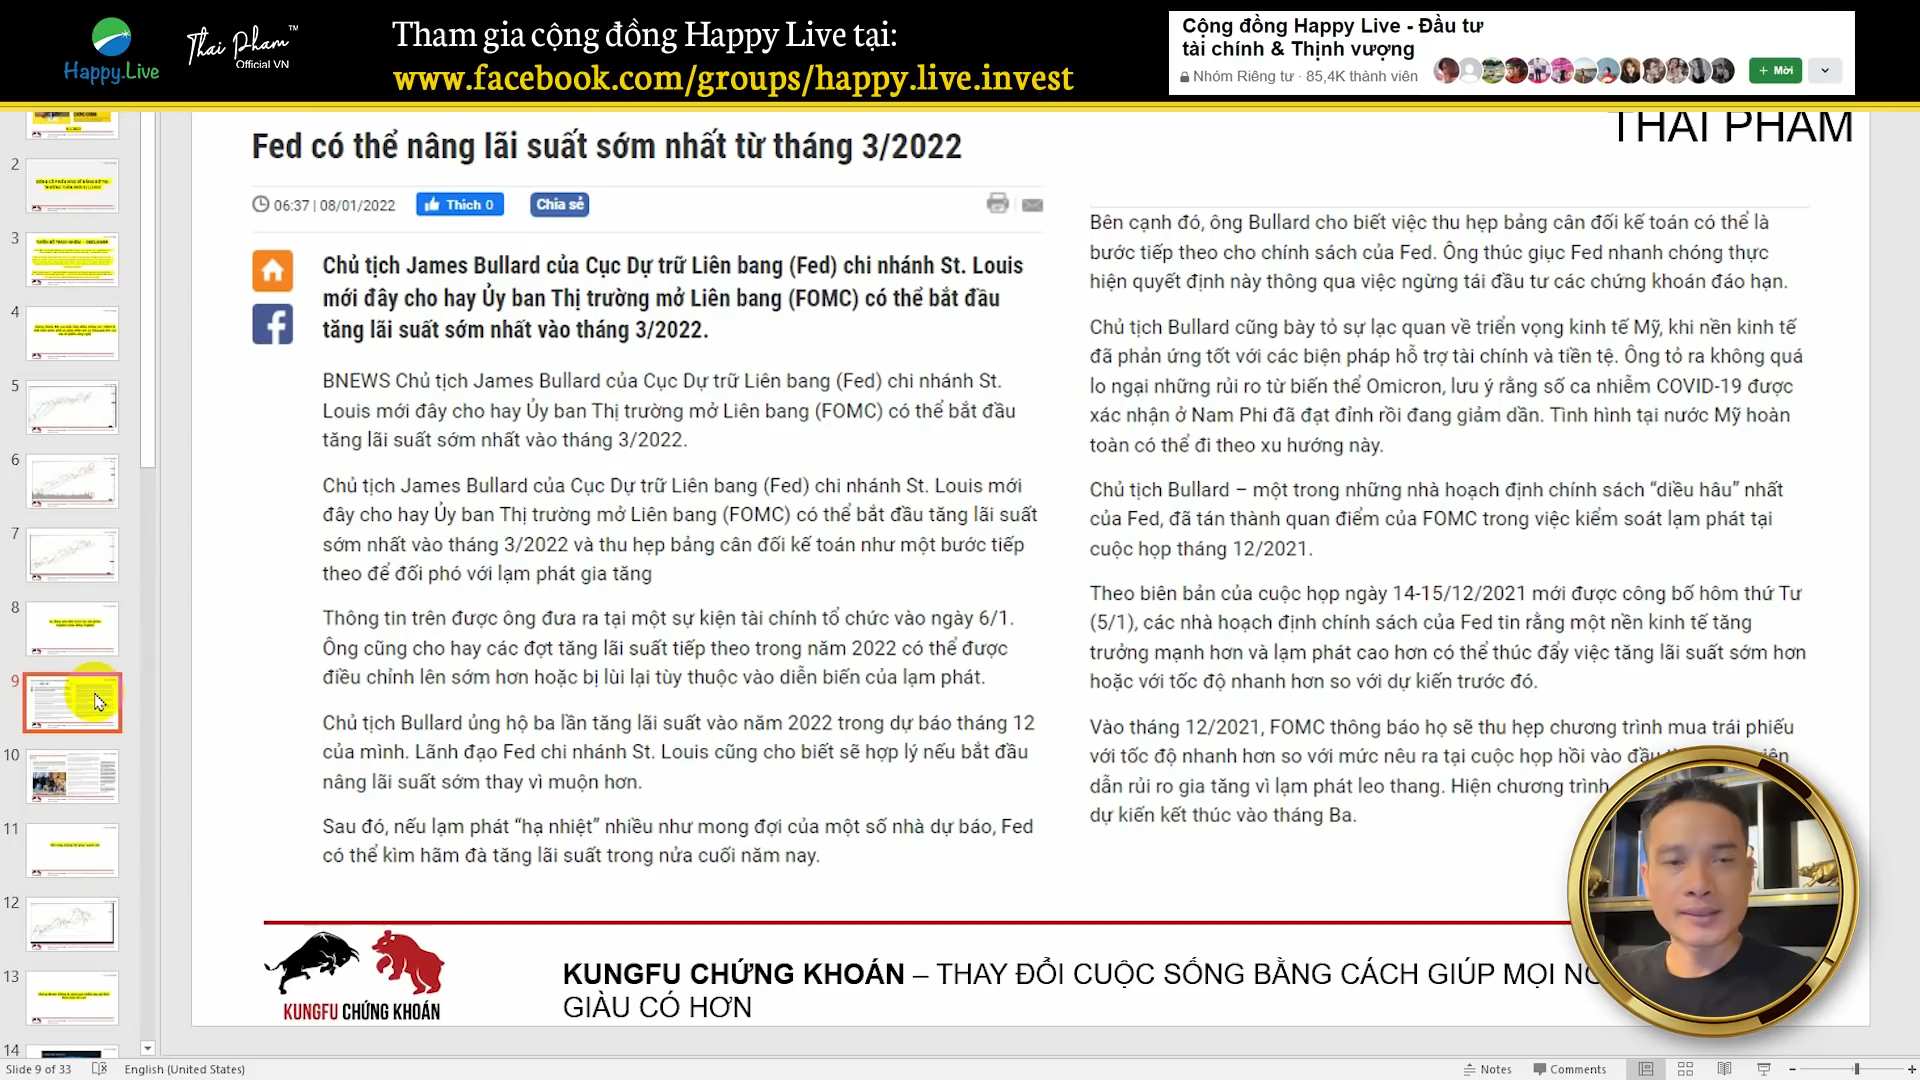 Happy.Live
Thai Pham™
Official VN
Tham gia cộng đồng Happy Live tại:
www.facebook.com/groups/happy.live.invest
Cộng đồng Happy Live - Đầu tư
tài chính & Thịnh vượng
Nhóm Riêng tư · 85,4K thành viên
+ Mời
THAI PHAM
Fed có thể nâng lãi suất sớm nhất từ tháng 3/2022
06:37 | 08/01/2022
Thích 0
Chia sẻ
Chủ tịch James Bullard của Cục Dự trữ Liên bang (Fed) chi nhánh St. Louis
mới đây cho hay Ủy ban Thị trường mở Liên bang (FOMC) có thể bắt đầu
tăng lãi suất sớm nhất vào tháng 3/2022.
BNEWS Chủ tịch James Bullard của Cục Dự trữ Liên bang (Fed) chi nhánh St.
Louis mới đây cho hay Ủy ban Thị trường mở Liên bang (FOMC) có thể bắt đầu
tăng lãi suất sớm nhất vào tháng 3/2022.
Chủ tịch James Bullard của Cục Dự trữ Liên bang (Fed) chi nhánh St. Louis mới
đây cho hay Ủy ban Thị trường mở Liên bang (FOMC) có thể bắt đầu tăng lãi suất
sớm nhất vào tháng 3/2022 và thu hẹp bảng cân đối kế toán như một bước tiếp
theo để đối phó với lạm phát gia tăng
Thông tin trên được ông đưa ra tại một sự kiện tài chính tổ chức vào ngày 6/1.
Ông cũng cho hay các đợt tăng lãi suất tiếp theo trong năm 2022 có thể được
điều chỉnh lên sớm hơn hoặc bị lùi lại tùy thuộc vào diễn biến của lạm phát.
Chủ tịch Bullard ủng hộ ba lần tăng lãi suất vào năm 2022 trong dự báo tháng 12
của mình. Lãnh đạo Fed chi nhánh St. Louis cũng cho biết sẽ hợp lý nếu bắt đầu
nâng lãi suất sớm thay vì muộn hơn.
Sau đó, nếu lạm phát “hạ nhiệt” nhiều như mong đợi của một số nhà dự báo, Fed
có thể kìm hãm đà tăng lãi suất trong nửa cuối năm nay.
Bên cạnh đó, ông Bullard cho biết việc thu hẹp bảng cân đối kế toán có thể là
bước tiếp theo cho chính sách của Fed. Ông thúc giục Fed nhanh chóng thực
hiện quyết định này thông qua việc ngừng tái đầu tư các chứng khoán đáo hạn.
Chủ tịch Bullard cũng bày tỏ sự lạc quan về triển vọng kinh tế Mỹ, khi nền kinh tế
đã phản ứng tốt với các biện pháp hỗ trợ tài chính và tiền tệ. Ông tỏ ra không quá
lo ngại những rủi ro từ biến thể Omicron, lưu ý rằng số ca nhiễm COVID-19 được
xác nhận ở Nam Phi đã đạt đỉnh rồi đang giảm dần. Tình hình tại nước Mỹ hoàn
toàn có thể đi theo xu hướng này.
Chủ tịch Bullard – một trong những nhà hoạch định chính sách “diều hâu” nhất
của Fed, đã tán thành quan điểm của FOMC trong việc kiểm soát lạm phát tại
cuộc họp tháng 12/2021.
Theo biên bản của cuộc họp ngày 14-15/12/2021 mới được công bố hôm thứ Tư
(5/1), các nhà hoạch định chính sách của Fed tin rằng một nền kinh tế tăng
trưởng mạnh hơn và lạm phát cao hơn có thể thúc đẩy việc tăng lãi suất sớm hơn
hoặc với tốc độ nhanh hơn so với dự kiến trước đó.
Vào tháng 12/2021, FOMC thông báo họ sẽ thu hẹp chương trình mua trái phiếu
với tốc độ nhanh hơn so với mức nêu ra tại cuộc họp hồi vào đầu
dẫn rủi ro gia tăng vì lạm phát leo thang. Hiện chương trình
dự kiến kết thúc vào tháng Ba.
KUNGFU CHỨNG KHOÁN
KUNGFU CHỨNG KHOÁN – THAY ĐỔI CUỘC SỐNG BẰNG CÁCH GIÚP MỌI
GIÀU CÓ HƠN
2
3
4
5
6
7
8
9
10
11
12
13
14
Slide 9 of 33
English (United States)
Notes
Comments